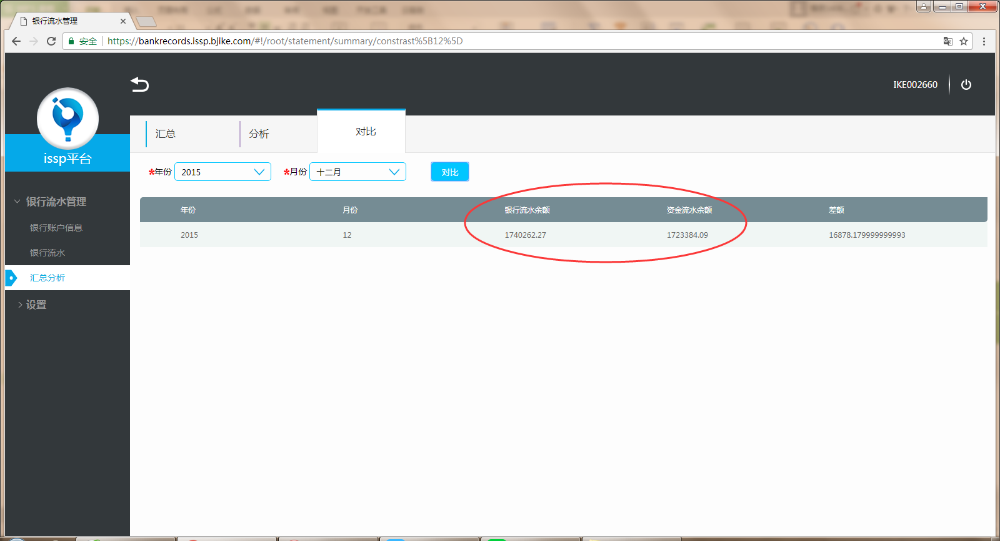 银行流水管理
安全 https://bankrecords.issp.bjike.com/#!/root/statement/summary/constrast%5B12%5D
IKE002660
issp平台
银行流水管理
银行账户信息
银行流水
汇总分析
设置
汇总 分析 对比
*年份 2015 *月份 十二月 对比
年份 月份 银行流水余额 资金流水余额 差额
2015 12 1740262.27 1723384.09 16878.179999999993